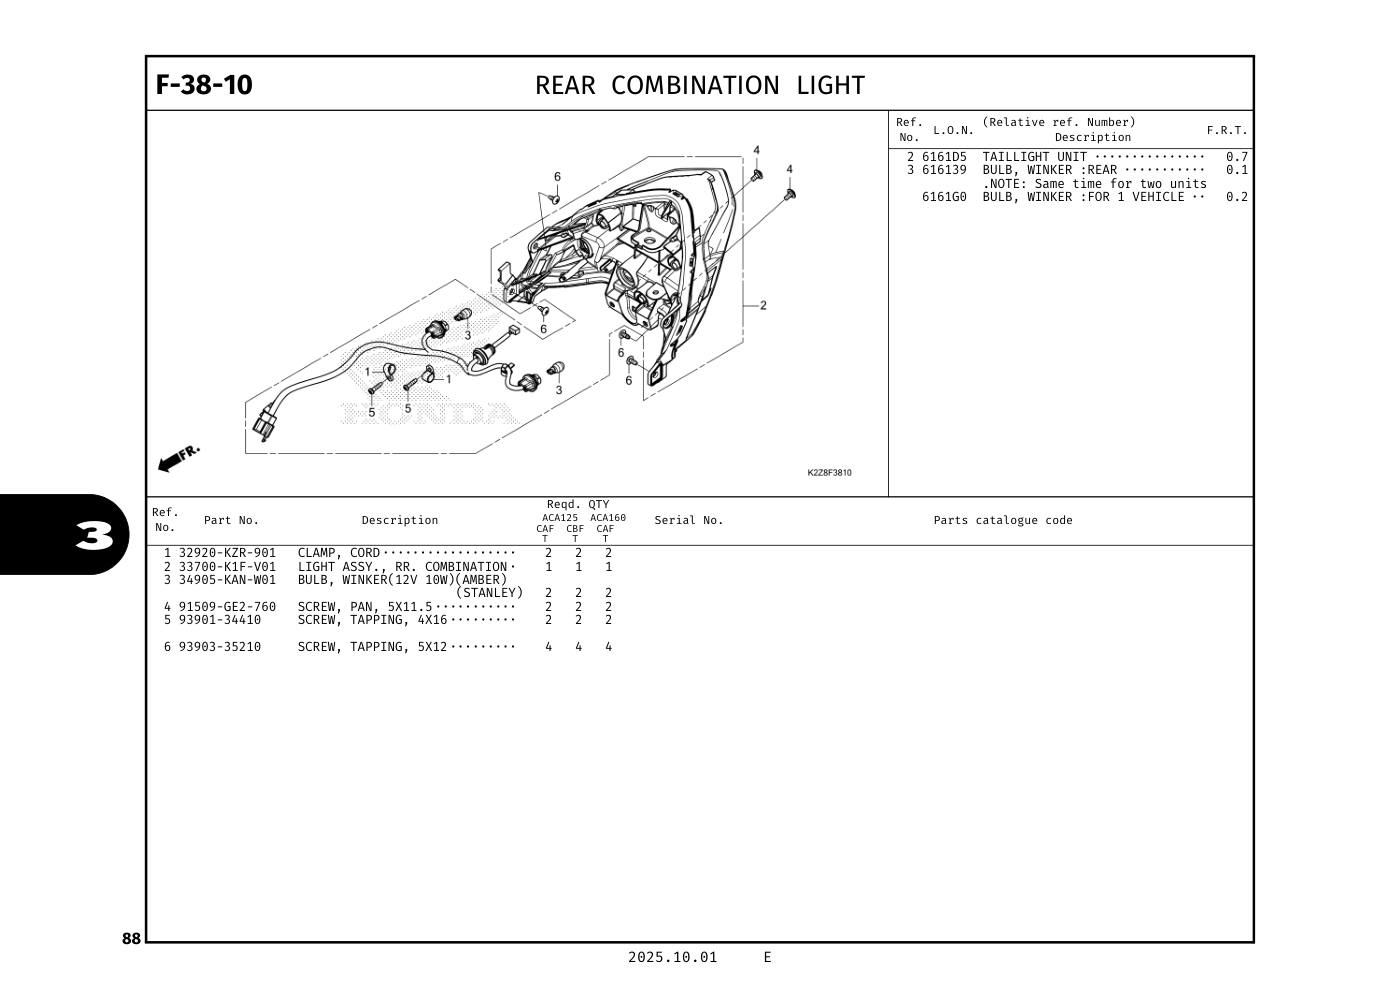 F-38-10
REAR COMBINATION LIGHT
Ref. No. L.O.N. (Relative ref. Number) Description F.R.T.
2 6161D5 TAILLIGHT UNIT ··············· 0.7
3 616139 BULB, WINKER :REAR ··········· 0.1
.NOTE: Same time for two units
6161G0 BULB, WINKER :FOR 1 VEHICLE ·· 0.2
4
4
6
2
6
3
6
1
1
6
3
5
5
HONDA
FR.
K2Z8F3810
3
Ref. No. Part No. Description Reqd. QTY Serial No. Parts catalogue code
ACA125 ACA160
CAF CBF CAF
T T T
1 32920-KZR-901 CLAMP, CORD·················· 2 2 2
2 33700-K1F-V01 LIGHT ASSY., RR. COMBINATION· 1 1 1
3 34905-KAN-W01 BULB, WINKER(12V 10W)(AMBER)
(STANLEY) 2 2 2
4 91509-GE2-760 SCREW, PAN, 5X11.5··········· 2 2 2
5 93901-34410 SCREW, TAPPING, 4X16········· 2 2 2
6 93903-35210 SCREW, TAPPING, 5X12········· 4 4 4
88
2025.10.01 E